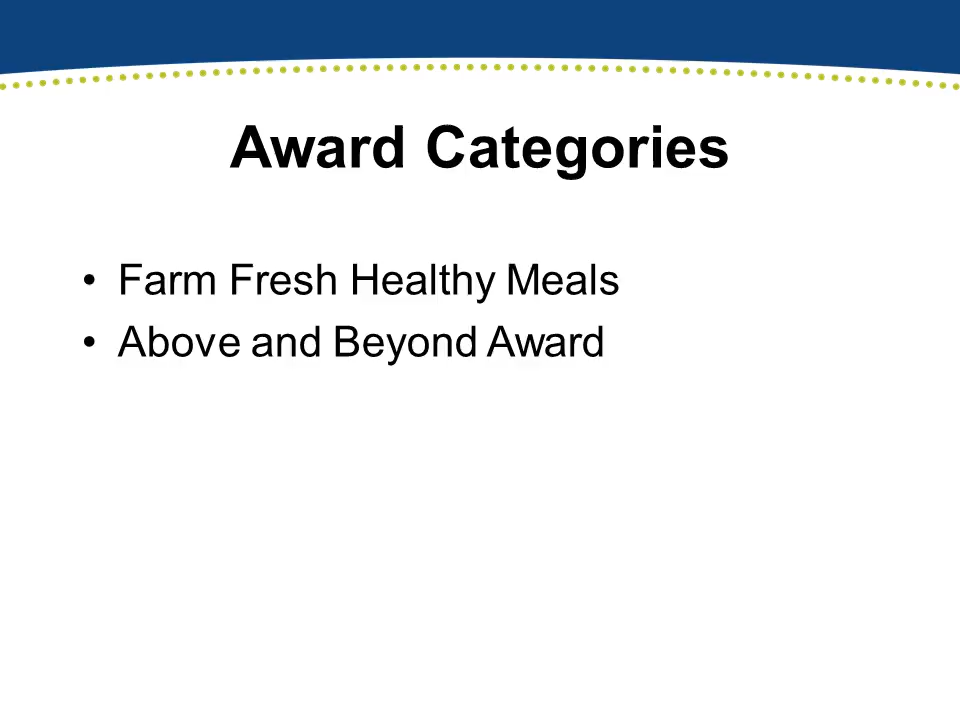 Award Categories
• Farm Fresh Healthy Meals
• Above and Beyond Award